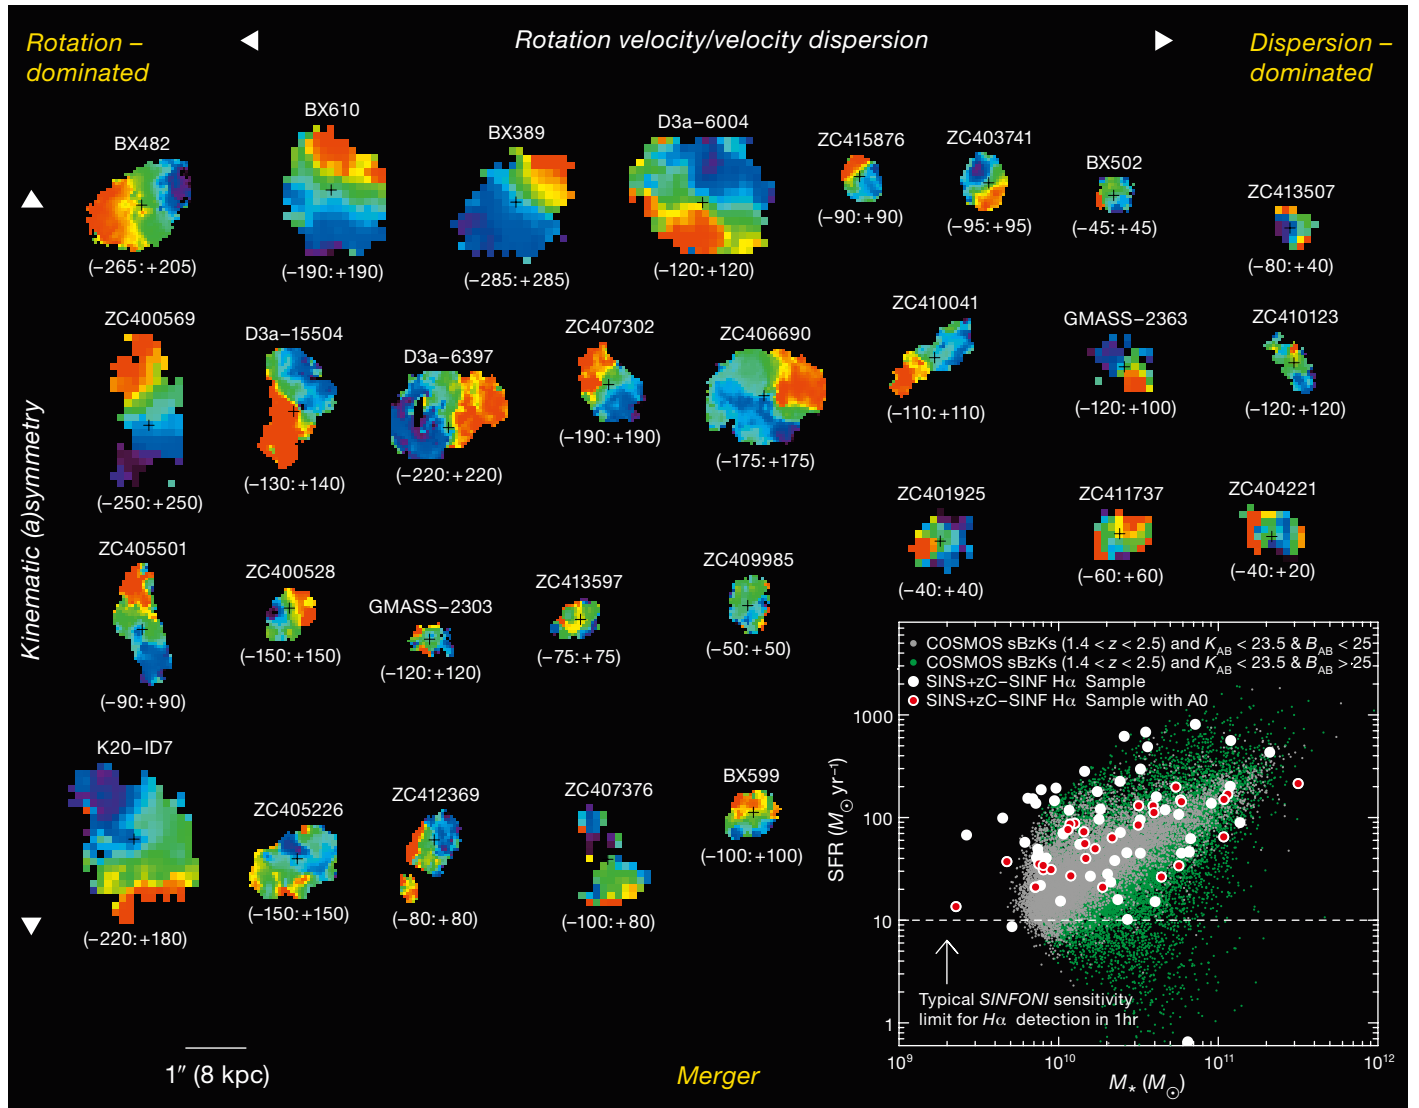 Rotation –
dominated
Rotation velocity/velocity dispersion
Dispersion –
dominated
BX482
(−265:+205)
BX610
(−190:+190)
BX389
(−285:+285)
D3a−6004
(−120:+120)
ZC415876
(−90:+90)
ZC403741
(−95:+95)
BX502
(−45:+45)
ZC413507
(−80:+40)
Kinematic (a)symmetry
ZC400569
(−250:+250)
D3a−15504
(−130:+140)
D3a−6397
(−220:+220)
ZC407302
(−190:+190)
ZC406690
(−175:+175)
ZC410041
(−110:+110)
GMASS−2363
(−120:+100)
ZC410123
(−120:+120)
ZC401925
(−40:+40)
ZC411737
(−60:+60)
ZC404221
(−40:+20)
ZC405501
(−90:+90)
ZC400528
(−150:+150)
GMASS−2303
(−120:+120)
ZC413597
(−75:+75)
ZC409985
(−50:+50)
K20−ID7
(−220:+180)
ZC405226
(−150:+150)
ZC412369
(−80:+80)
ZC407376
(−100:+80)
BX599
(−100:+100)
COSMOS sBzKs (1.4 < z < 2.5) and K_AB < 23.5 & B_AB < 25
COSMOS sBzKs (1.4 < z < 2.5) and K_AB < 23.5 & B_AB > 25
SINS+zC−SINF Hα Sample
SINS+zC−SINF Hα Sample with AO
SFR (M⊙ yr⁻¹)
1000
100
10
1
Typical SINFONI sensitivity
limit for Hα detection in 1hr
10⁹
10¹⁰
10¹¹
10¹²
M⋆ (M⊙)
1″ (8 kpc)
Merger